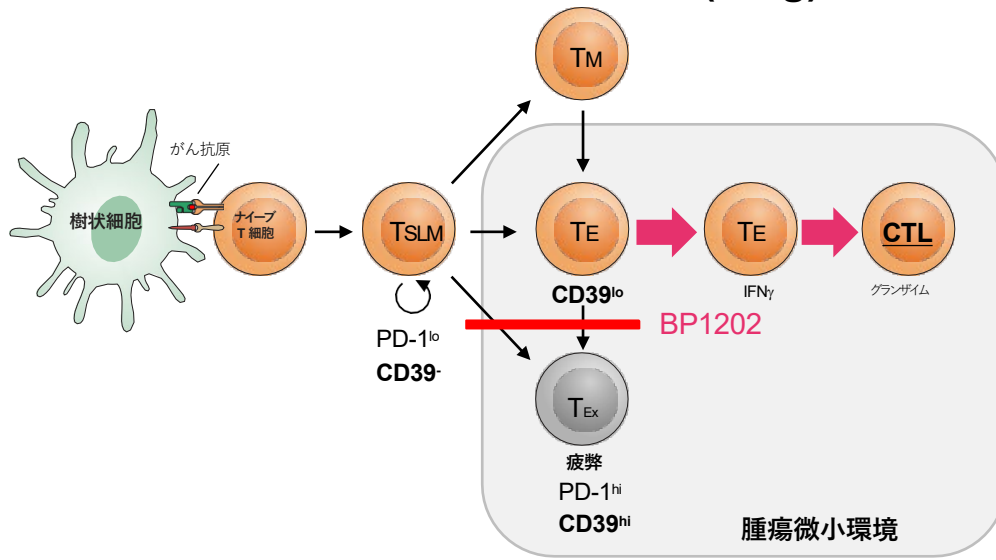 TM
がん抗原
樹状細胞
ナイーブ
T 細胞
TSLM
TE
TE
CTL
CD39lo
IFNγ
グランザイム
BP1202
PD-1lo
CD39-
TEx
疲弊
PD-1hi
CD39hi
腫瘍微小環境